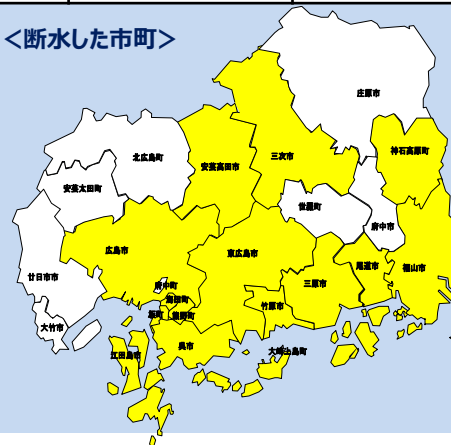 ＜断水した市町＞
庄原市
北広島町
安芸高田市
三次市
神石高原町
安芸太田町
世羅町
府中市
広島市
東広島市
廿日市市
府中町
海田町
坂町
熊野町
竹原市
三原市
尾道市
福山市
大竹市
江田島市
呉市
大崎上島町